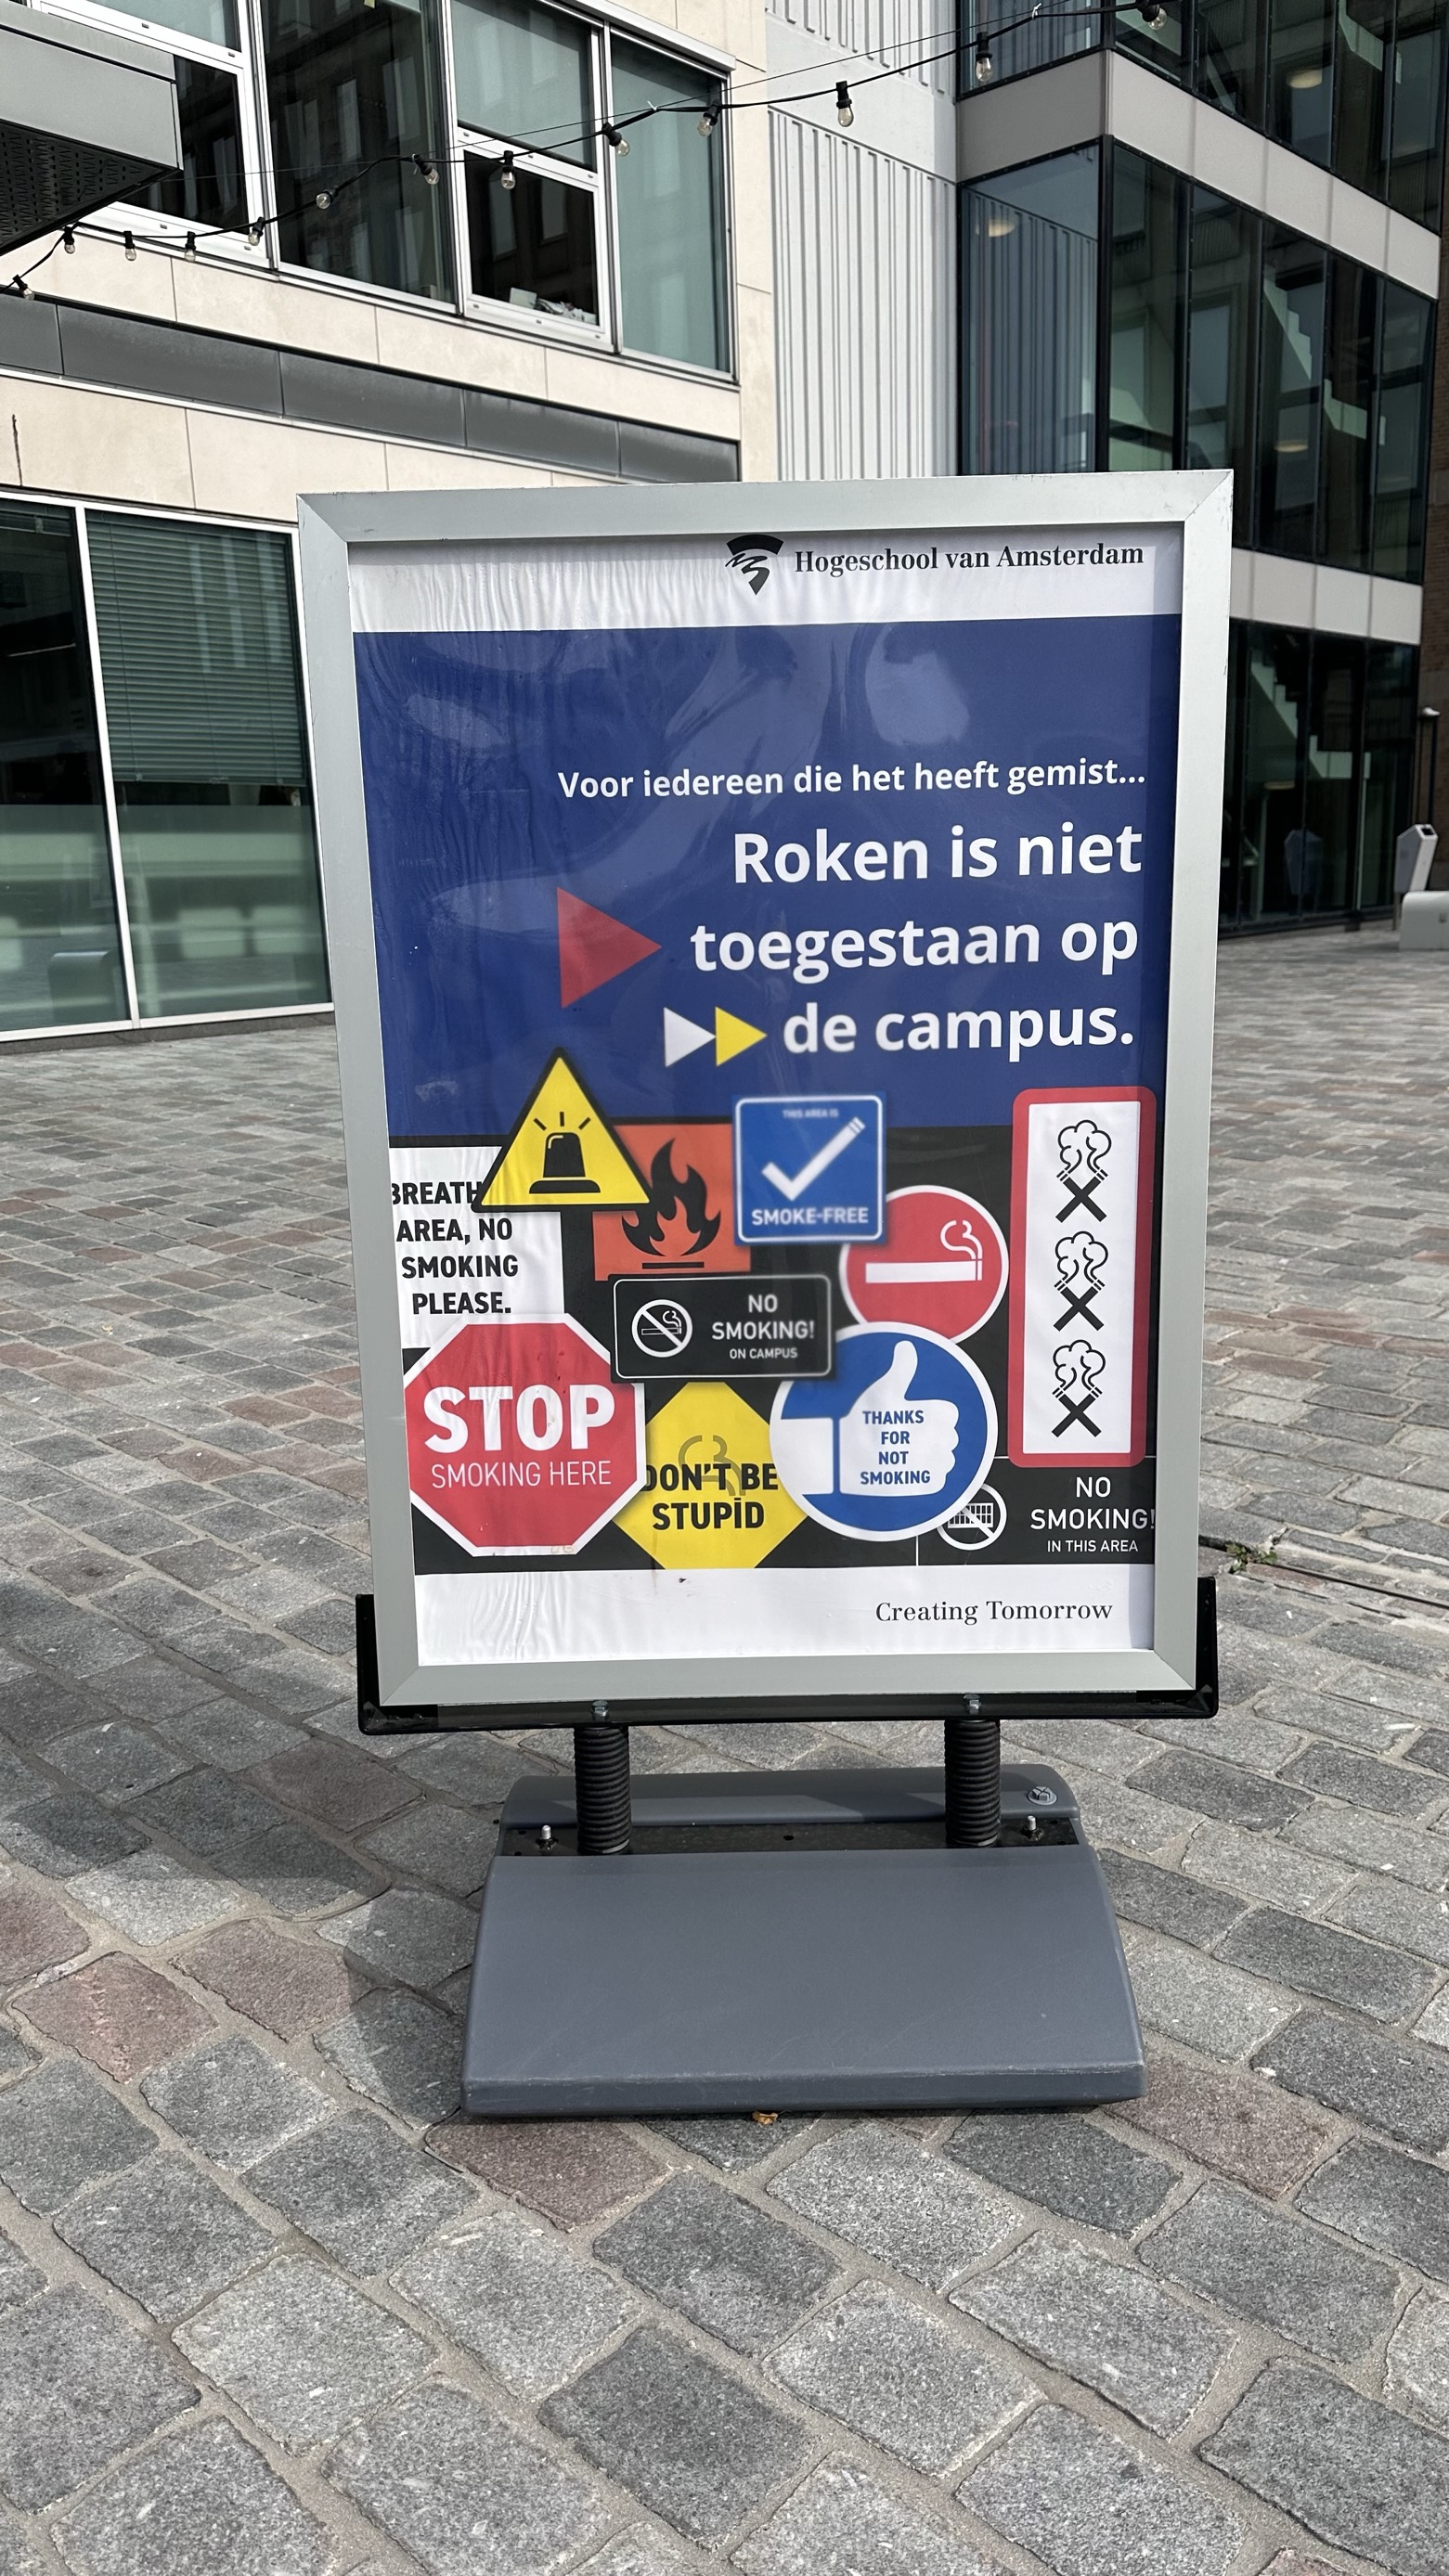 Hogeschool van Amsterdam
Voor iedereen die het heeft gemist...
Roken is niet
toegestaan op
de campus.
THIS AREA IS
SMOKE-FREE
AREA, NO
SMOKING
PLEASE.
NO
SMOKING!
ON CAMPUS
STOP
SMOKING HERE
DON'T BE
STUPID
THANKS
FOR
NOT
SMOKING
NO
SMOKING!
IN THIS AREA
Creating Tomorrow